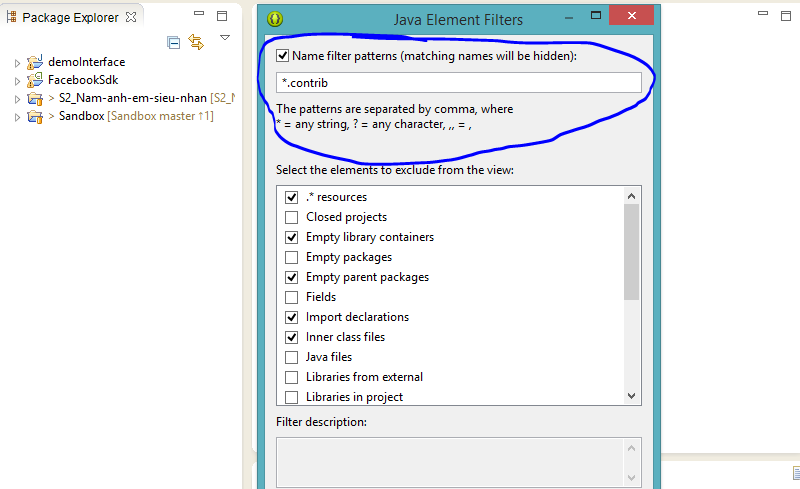 Package Explorer
demoInterface
FacebookSdk
> S2_Nam-anh-em-sieu-nhan [S2_N
> Sandbox [Sandbox master ↑1]
Java Element Filters
Name filter patterns (matching names will be hidden):
*.contrib
The patterns are separated by comma, where
* = any string, ? = any character, ,, = ,
Select the elements to exclude from the view:
.* resources
Closed projects
Empty library containers
Empty packages
Empty parent packages
Fields
Import declarations
Inner class files
Java files
Libraries from external
Libraries in project
Filter description: